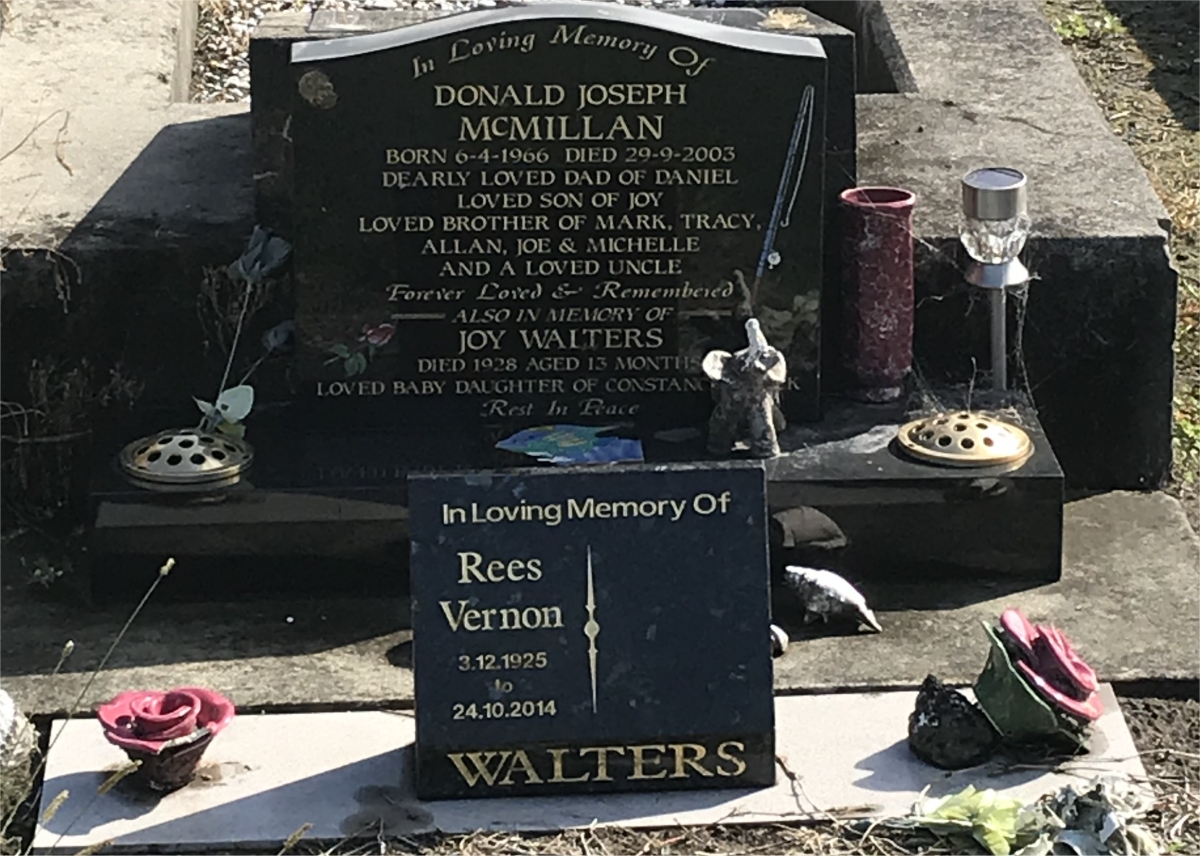 In Loving Memory Of
DONALD JOSEPH
McMILLAN
BORN 6-4-1966 DIED 29-9-2003
DEARLY LOVED DAD OF DANIEL
LOVED SON OF JOY
LOVED BROTHER OF MARK, TRACY,
ALLAN, JOE & MICHELLE
AND A LOVED UNCLE
Forever Loved & Remembered
ALSO IN MEMORY OF
JOY WALTERS
DIED 1928 AGED 13 MONTHS
LOVED BABY DAUGHTER OF
Rest In Peace
In Loving Memory Of
Rees
Vernon
3.12.1925
to
24.10.2014
WALTERS